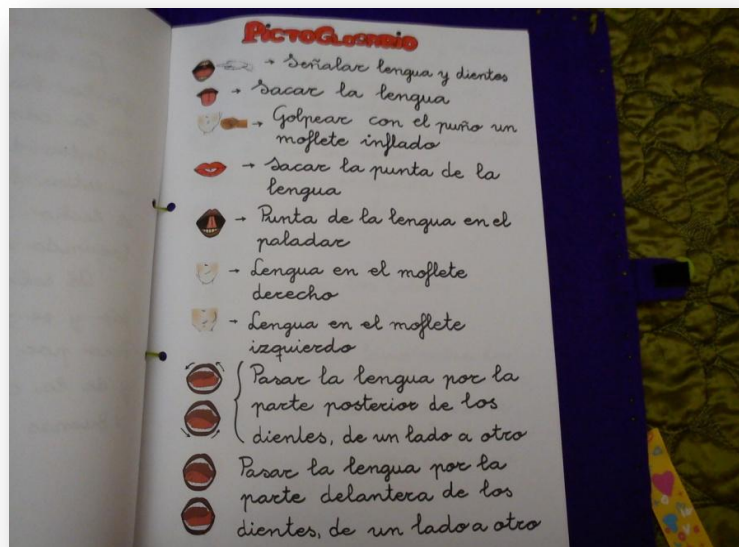 PICTOGLOSARIO
→ Señalar lengua y dientes
→ Sacar la lengua
→ Golpear con el puño un
moflete inflado
→ Sacar la punta de la
lengua
→ Punta de la lengua en el
paladar
→ Lengua en el moflete
derecho
→ Lengua en el moflete
izquierdo
Pasar la lengua por la
parte posterior de los
dientes, de un lado a otro
Pasar la lengua por la
parte delantera de los
dientes, de un lado a otro